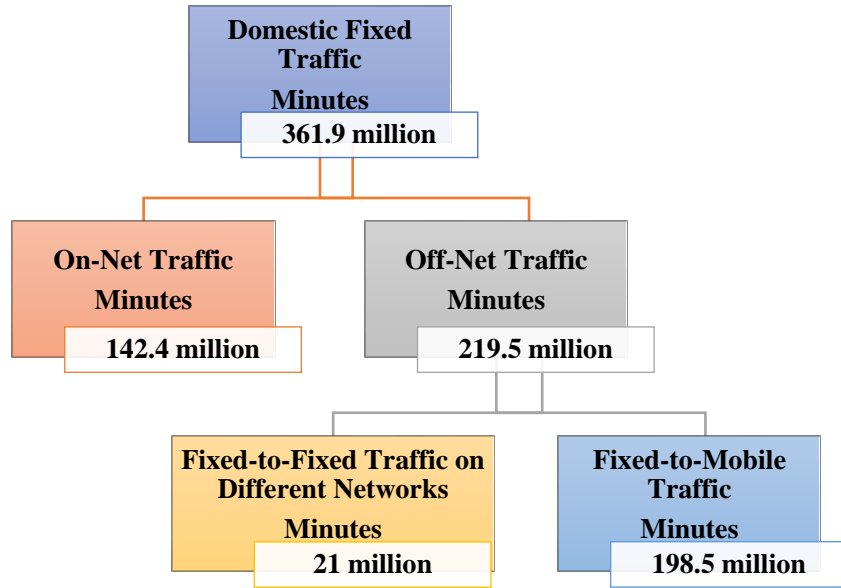 Domestic Fixed
Traffic
Minutes
361.9 million
On-Net Traffic
Minutes
142.4 million
Off-Net Traffic
Minutes
219.5 million
Fixed-to-Fixed Traffic on
Different Networks
Minutes
21 million
Fixed-to-Mobile
Traffic
Minutes
198.5 million